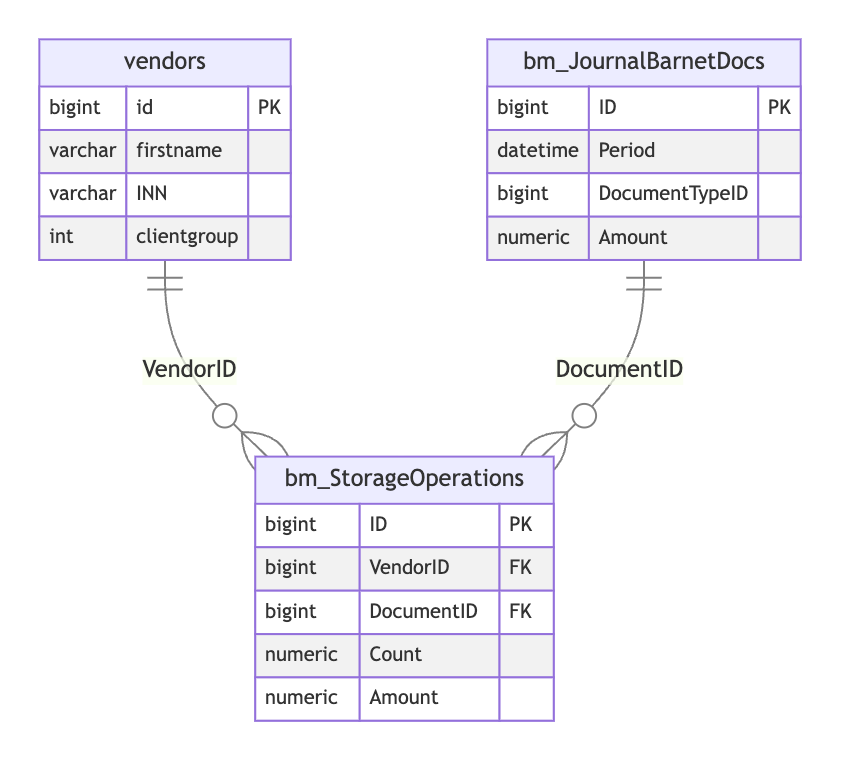 vendors
bigint id PK
varchar firstname
varchar INN
int clientgroup
bm_JournalBarnetDocs
bigint ID PK
datetime Period
bigint DocumentTypeID
numeric Amount
VendorID
DocumentID
bm_StorageOperations
bigint ID PK
bigint VendorID FK
bigint DocumentID FK
numeric Count
numeric Amount